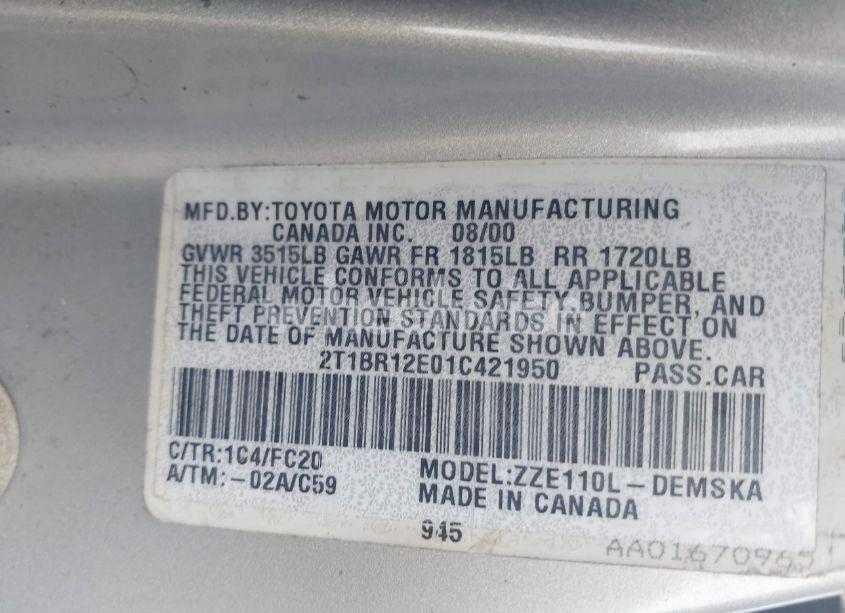 MFD.BY:TOYOTA MOTOR MANUFACTURING
CANADA INC. 08/00
GVWR 3515LB GAWR FR 1815LB RR 1720LB
THIS VEHICLE CONFORMS TO ALL APPLICABLE
FEDERAL MOTOR VEHICLE SAFETY, BUMPER, AND
THEFT PREVENTION STANDARDS IN EFFECT ON
THE DATE OF MANUFACTURE SHOWN ABOVE.
2T1BR12E01C421950 PASS.CAR
C/TR:1C4/FC20
A/TM:-02A/C59
MODEL:ZZE110L-DEMSKA
MADE IN CANADA
945